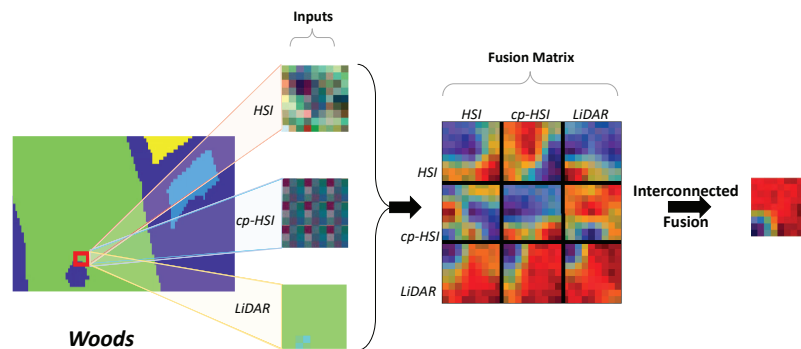 Inputs
HSI
cp-HSI
LiDAR
Woods
Fusion Matrix
HSI cp-HSI LiDAR
HSI
cp-HSI
LiDAR
Interconnected
Fusion